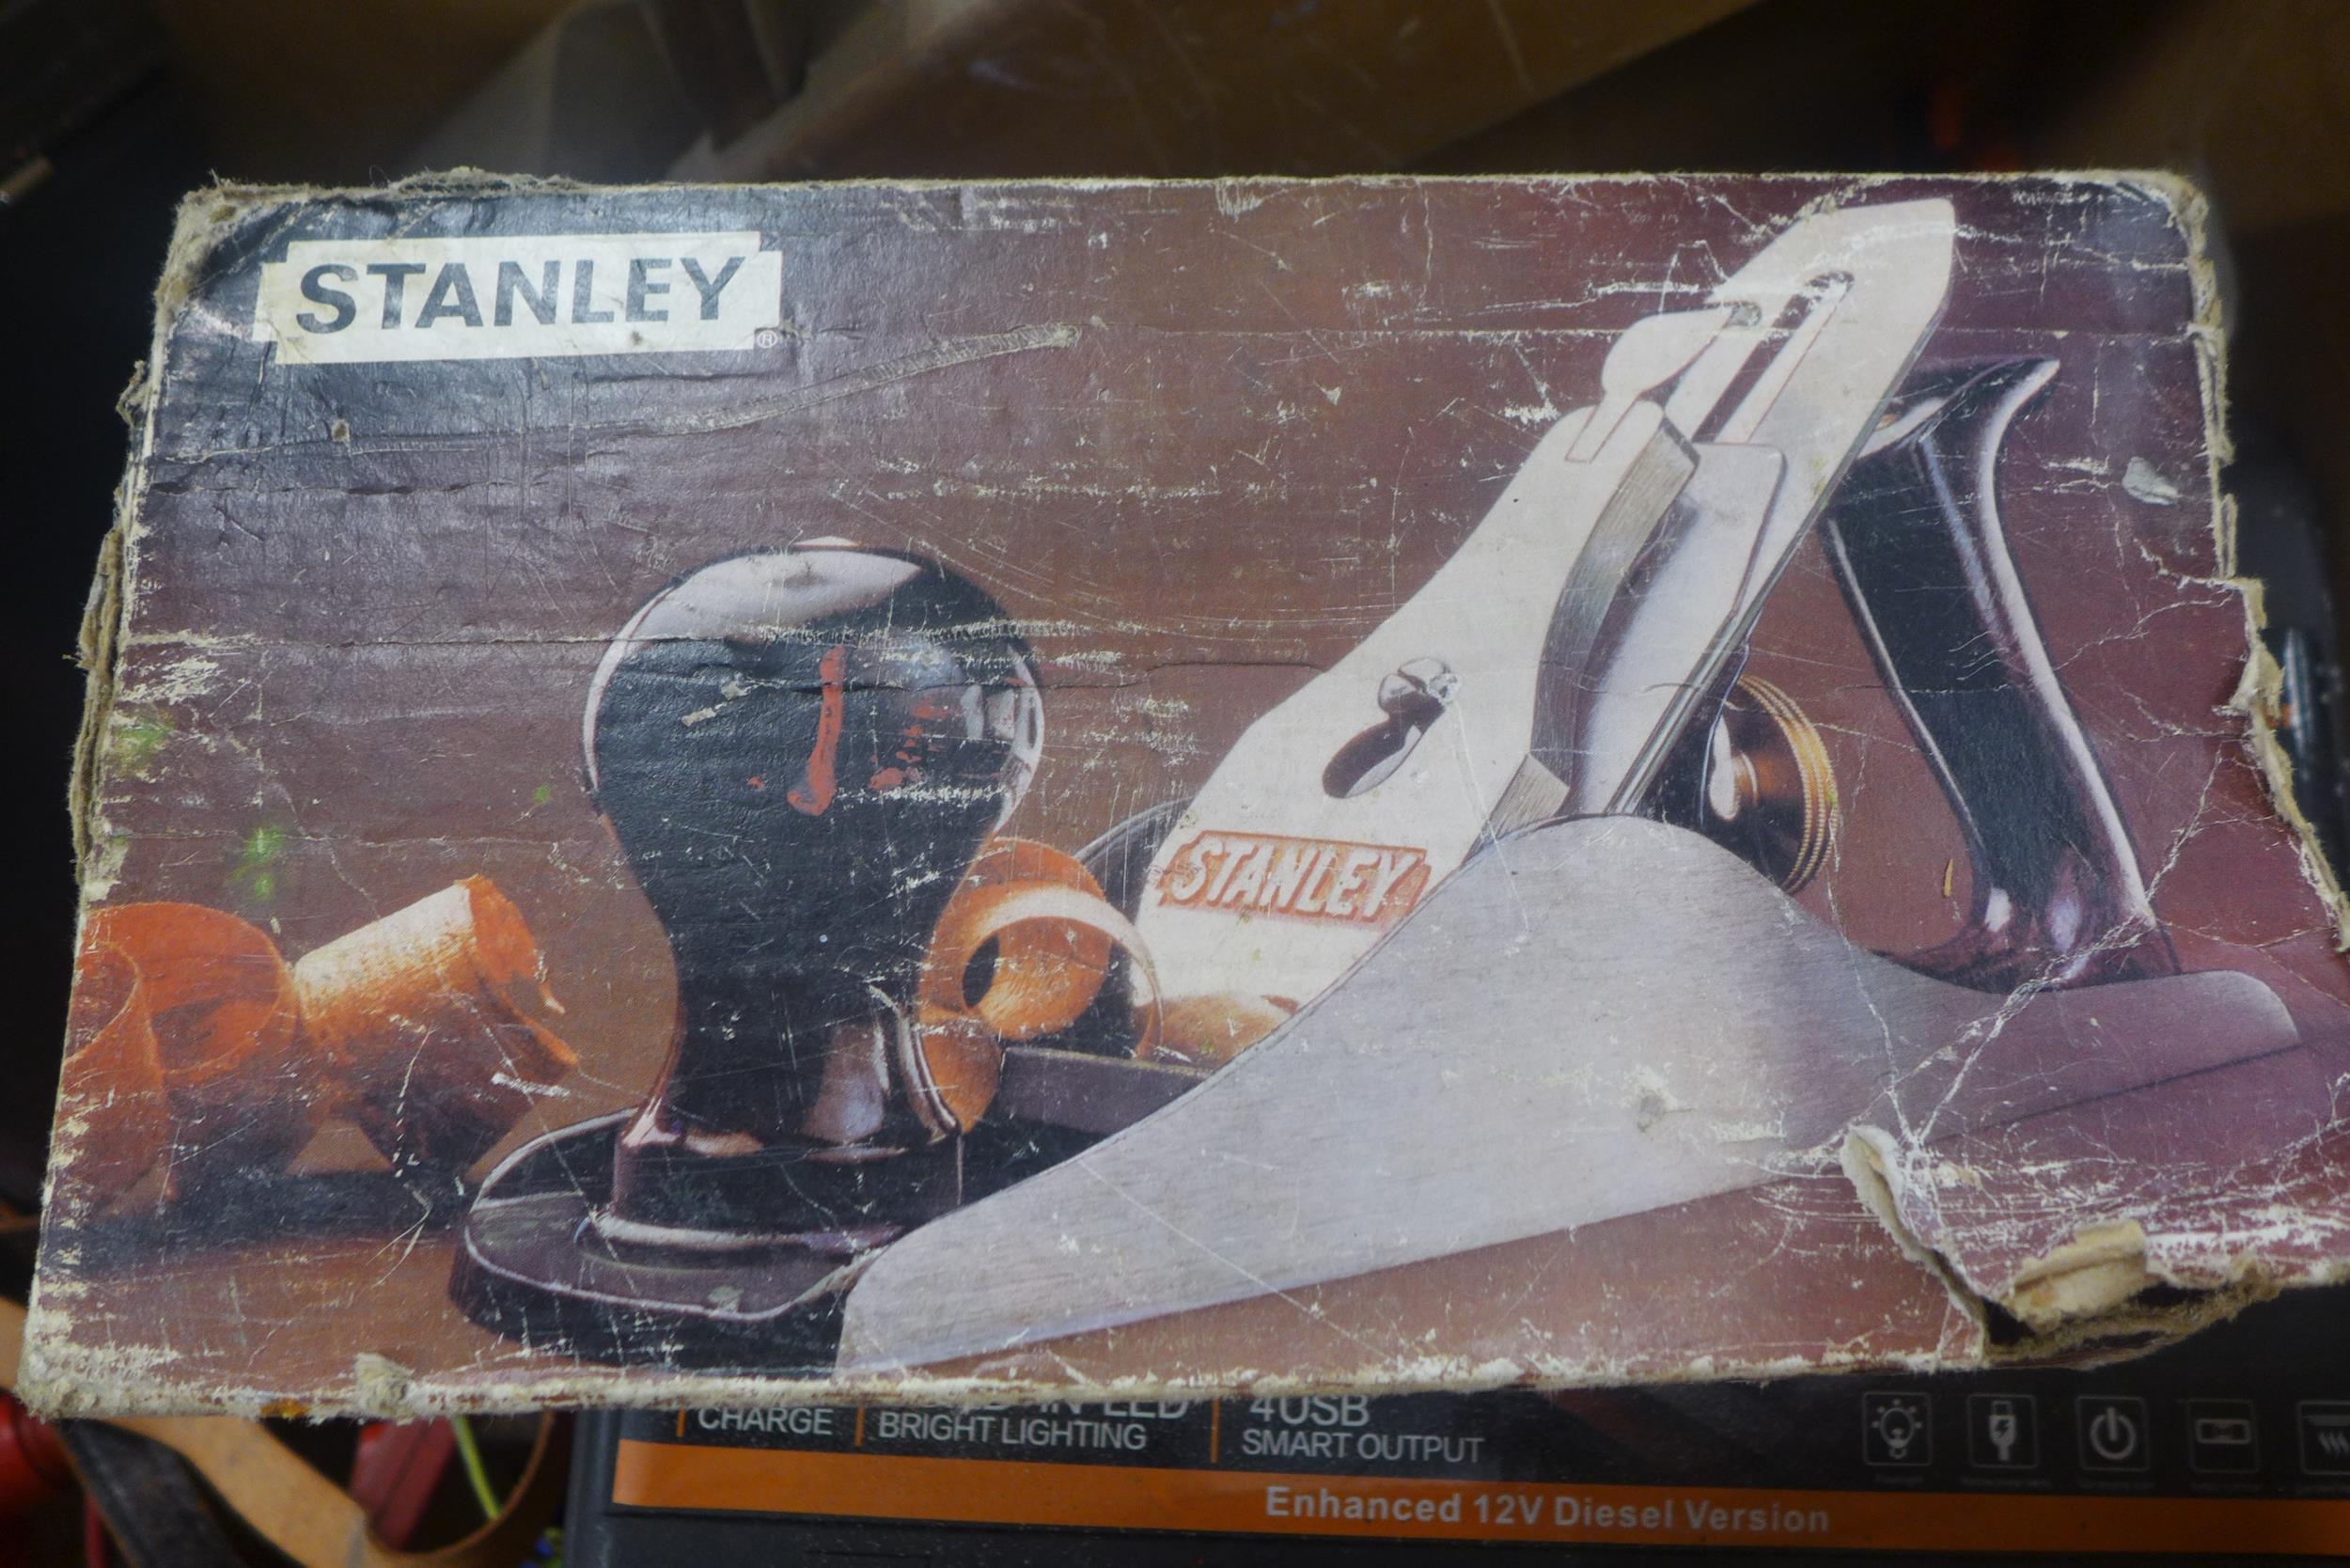 STANLEY®
STANLEY
CHARGE
BRIGHT LIGHTING
4USB
SMART OUTPUT
Enhanced 12V Diesel Version